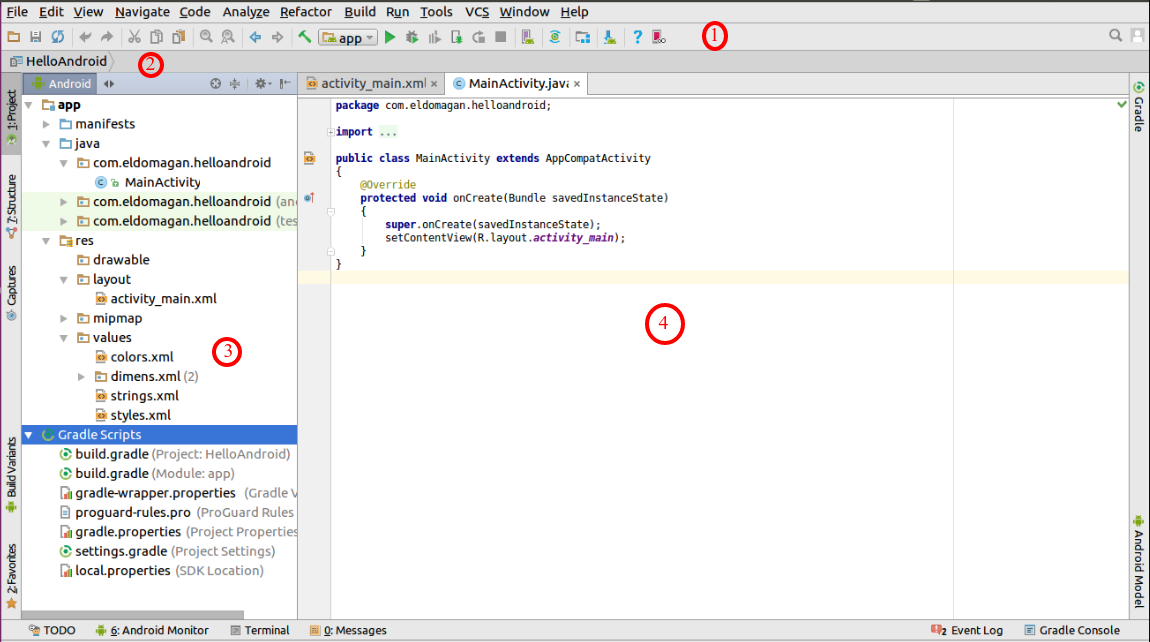 File Edit View Navigate Code Analyze Refactor Build Run Tools VCS Window Help
app ? 1
HelloAndroid 2
Android
activity_main.xml × MainActivity.java ×
1: Project
7: Structure
Captures
Build Variants
2: Favorites
app
manifests
java
com.eldomagan.helloandroid
MainActivity
com.eldomagan.helloandroid (an
com.eldomagan.helloandroid (tes
res
drawable
layout
activity_main.xml
mipmap
values
colors.xml 3
dimens.xml (2)
strings.xml
styles.xml
Gradle Scripts
build.gradle (Project: HelloAndroid)
build.gradle (Module: app)
gradle-wrapper.properties (Gradle V
proguard-rules.pro (ProGuard Rules
gradle.properties (Project Properties
settings.gradle (Project Settings)
local.properties (SDK Location)
package com.eldomagan.helloandroid;
import ...
public class MainActivity extends AppCompatActivity
{
@Override
protected void onCreate(Bundle savedInstanceState)
{
super.onCreate(savedInstanceState);
setContentView(R.layout.activity_main);
}
}
4
Gradle
Android Model
TODO 6: Android Monitor Terminal 0: Messages 2 Event Log Gradle Console